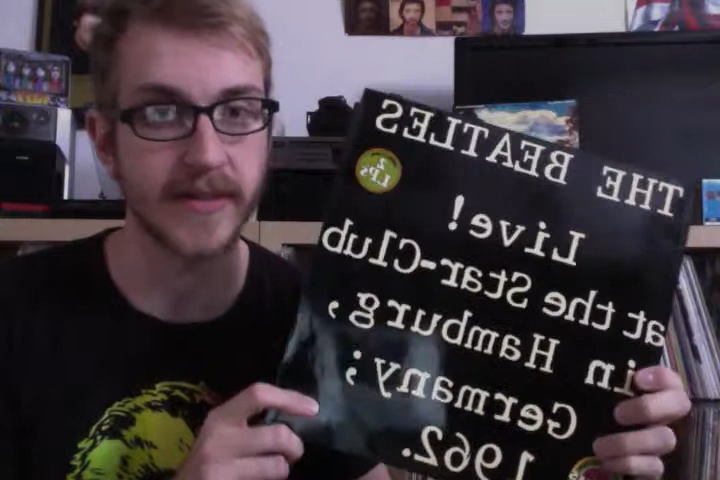 THE BEATLES
2
LPs
Live!
at the Star-Club
in Hamburg,
Germany;
1962.